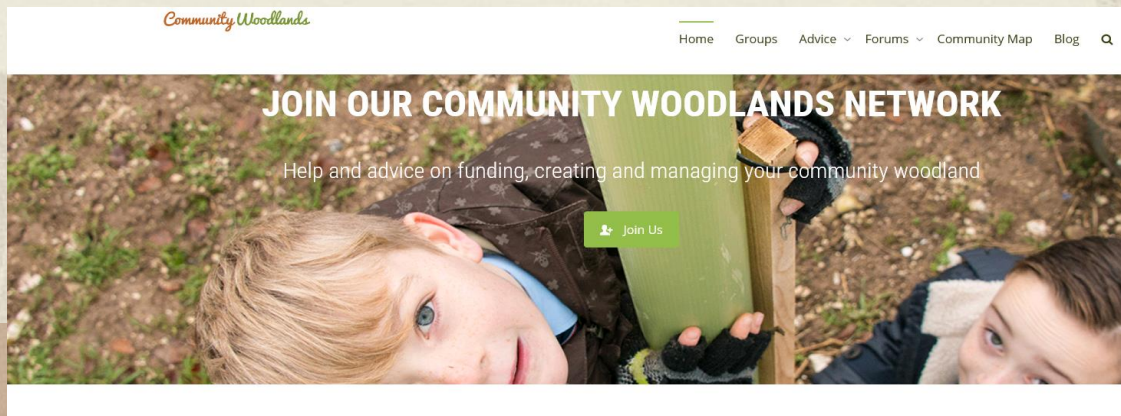 Community Woodlands
Home Groups Advice Forums Community Map Blog
JOIN OUR COMMUNITY WOODLANDS NETWORK
Help and advice on funding, creating and managing your community woodland
Join Us